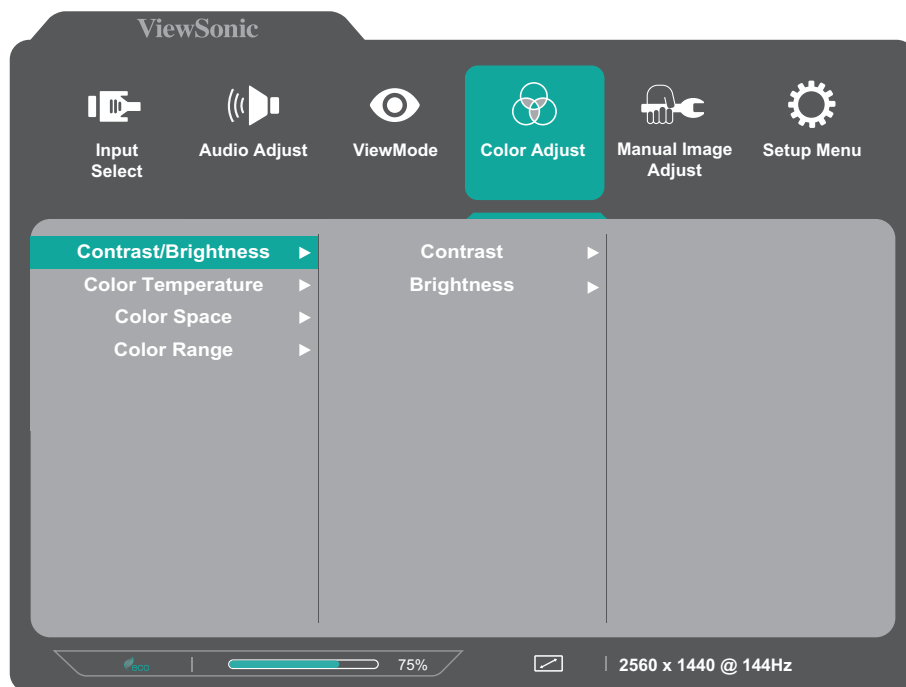 ViewSonic
Input Select
Audio Adjust
ViewMode
Color Adjust
Manual Image Adjust
Setup Menu
Contrast/Brightness
Color Temperature
Color Space
Color Range
Contrast
Brightness
eco
75%
2560 x 1440 @ 144Hz